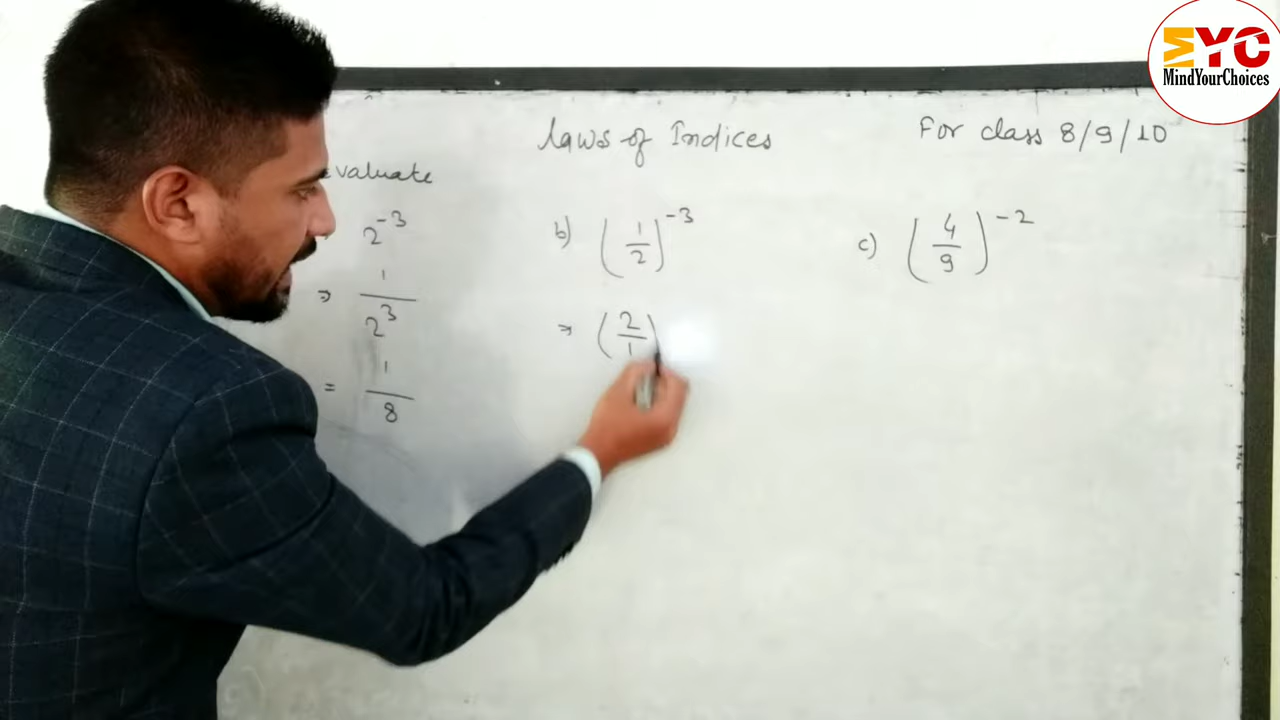 MYC
MindYourChoices
Laws of Indices
For class 8/9/10
evaluate
2^-3
⇒ 1/2^3
= 1/8
b) (1/2)^-3
⇒ (2/1)
c) (4/9)^-2